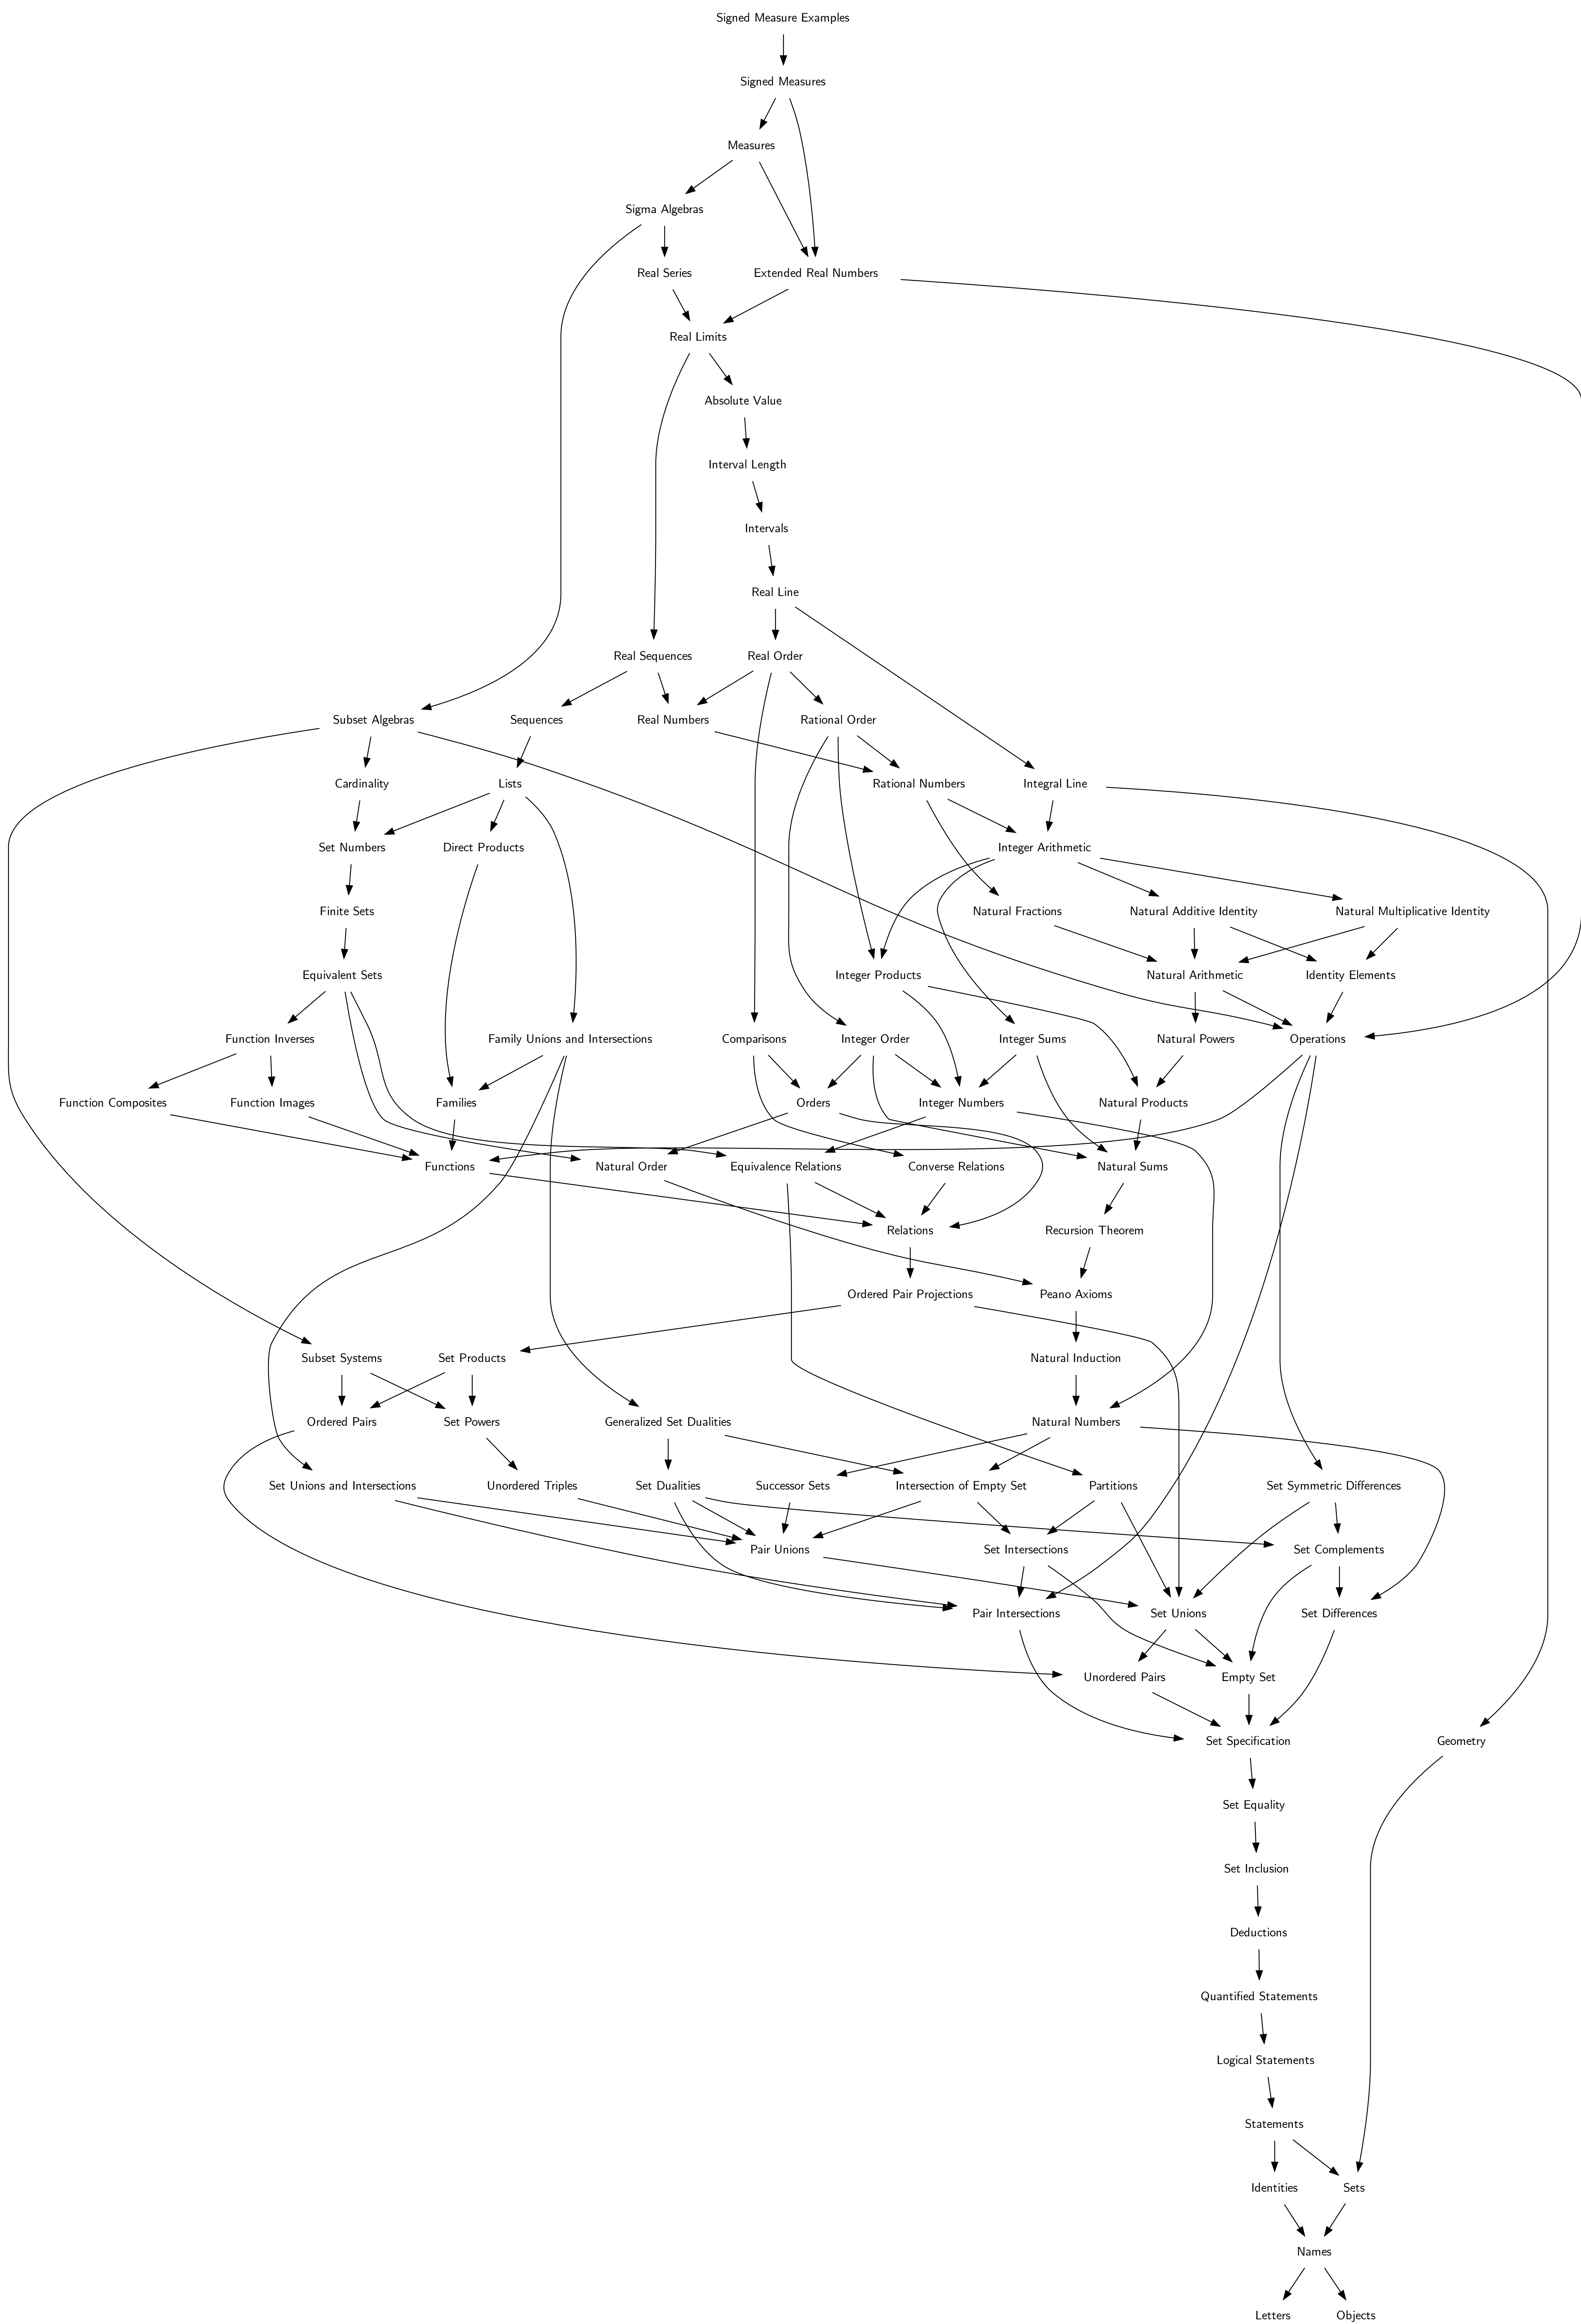 Signed Measure Examples
Signed Measures
Measures
Sigma Algebras
Real Series
Extended Real Numbers
Real Limits
Absolute Value
Interval Length
Intervals
Real Line
Real Sequences
Real Order
Subset Algebras
Sequences
Real Numbers
Rational Order
Cardinality
Lists
Rational Numbers
Integral Line
Set Numbers
Direct Products
Integer Arithmetic
Finite Sets
Natural Fractions
Natural Additive Identity
Natural Multiplicative Identity
Equivalent Sets
Integer Products
Natural Arithmetic
Identity Elements
Function Inverses
Family Unions and Intersections
Comparisons
Integer Order
Integer Sums
Natural Powers
Operations
Function Composites
Function Images
Families
Orders
Integer Numbers
Natural Products
Functions
Natural Order
Equivalence Relations
Converse Relations
Natural Sums
Relations
Recursion Theorem
Ordered Pair Projections
Peano Axioms
Subset Systems
Set Products
Natural Induction
Ordered Pairs
Set Powers
Generalized Set Dualities
Natural Numbers
Set Unions and Intersections
Unordered Triples
Set Dualities
Successor Sets
Intersection of Empty Set
Partitions
Set Symmetric Differences
Pair Unions
Set Intersections
Set Complements
Pair Intersections
Set Unions
Set Differences
Unordered Pairs
Empty Set
Set Specification
Geometry
Set Equality
Set Inclusion
Deductions
Quantified Statements
Logical Statements
Statements
Identities
Sets
Names
Letters
Objects